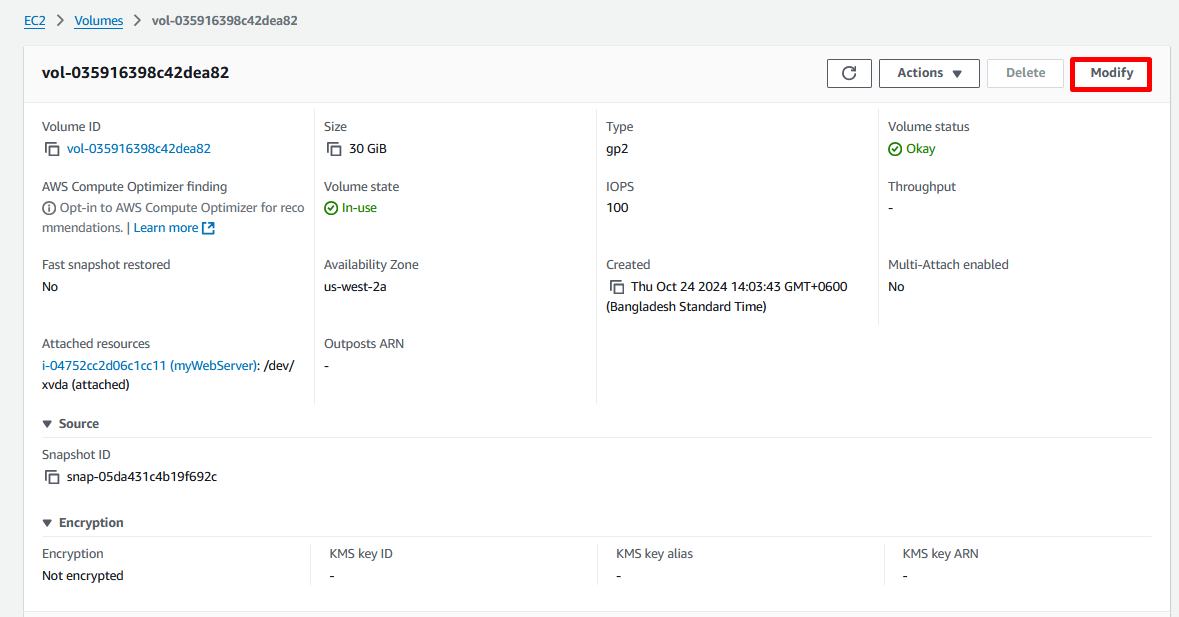 EC2 > Volumes > vol-035916398c42dea82
vol-035916398c42dea82
Actions
Delete
Modify
Volume ID
vol-035916398c42dea82
Size
30 GiB
Type
gp2
Volume status
Okay
AWS Compute Optimizer finding
Opt-in to AWS Compute Optimizer for reco
mmendations. | Learn more
Volume state
In-use
IOPS
100
Throughput
-
Fast snapshot restored
No
Availability Zone
us-west-2a
Created
Thu Oct 24 2024 14:03:43 GMT+0600
(Bangladesh Standard Time)
Multi-Attach enabled
No
Attached resources
i-04752cc2d06c1cc11 (myWebServer): /dev/
xvda (attached)
Outposts ARN
-
Source
Snapshot ID
snap-05da431c4b19f692c
Encryption
Encryption
Not encrypted
KMS key ID
-
KMS key alias
-
KMS key ARN
-